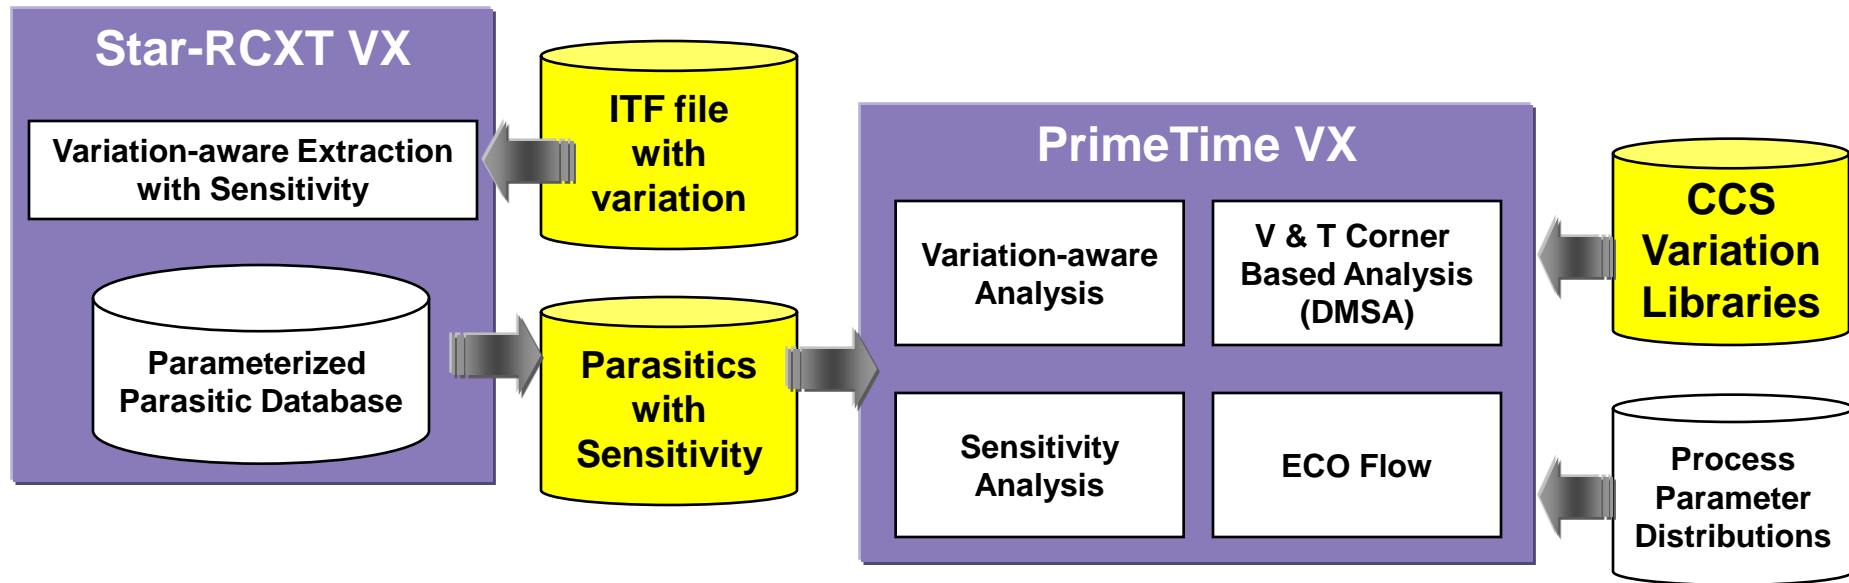 Star-RCXT VX
Variation-aware Extraction
with Sensitivity
Parameterized
Parasitic Database
ITF file
with
variation
Parasitics
with
Sensitivity
PrimeTime VX
Variation-aware
Analysis
V & T Corner
Based Analysis
(DMSA)
Sensitivity
Analysis
ECO Flow
CCS
Variation
Libraries
Process
Parameter
Distributions